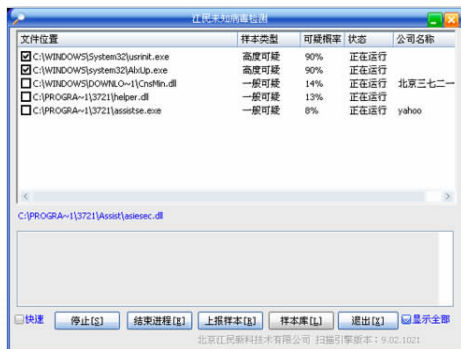 江民未知病毒检测
文件位置 样本类型 可疑概率 状态 公司名称
C:\WINDOWS\System32\usrinit.exe 高度可疑 90% 正在运行
C:\WINDOWS\system32\AlxUp.exe 高度可疑 90% 正在运行
C:\WINDOWS\DOWNLO~1\CnsMin.dll 一般可疑 14% 正在运行 北京三七二一
C:\PROGRA~1\3721\helper.dll 一般可疑 13% 正在运行
C:\PROGRA~1\3721\assistse.exe 一般可疑 8% 正在运行 yahoo
C:\PROGRA~1\3721\Assist\asiesec.dll
快速 停止[S] 结束进程[E] 上报样本[R] 样本库[L] 退出[X] 显示全部
北京江民新科技术有限公司 扫描引擎版本：9.02.1021